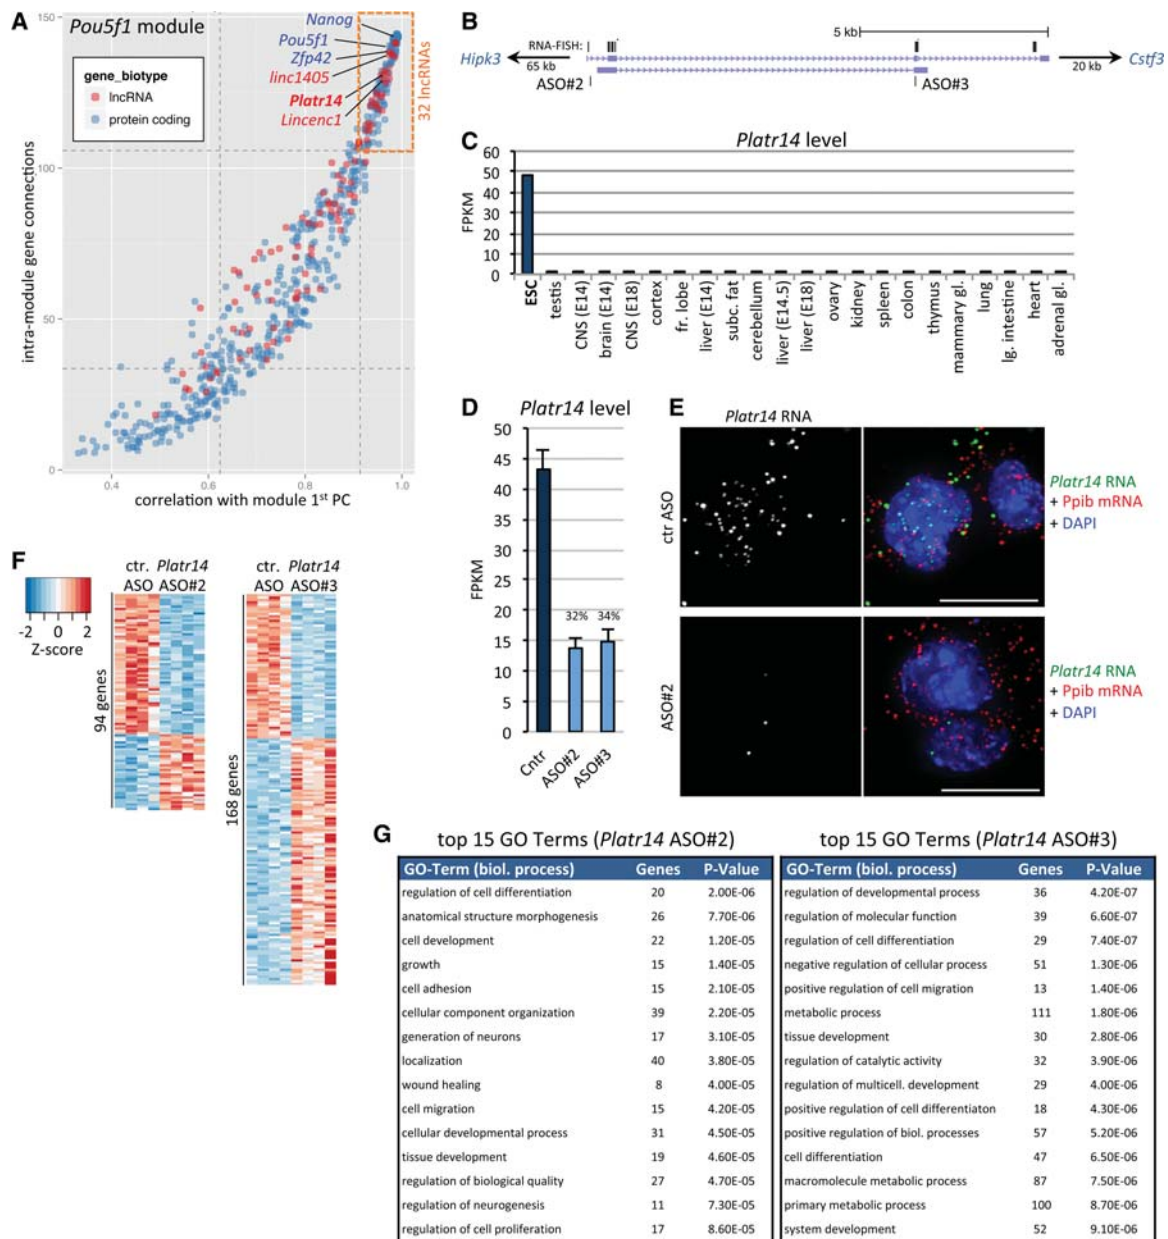 A
Pou5f1 module
150
100
50
0
intra-module gene connections
gene_biotype
lncRNA
protein coding
Nanog
Pou5f1
Zfp42
linc1405
Platr14
Lincenc1
32 lncRNAs
0.4
0.6
0.8
1.0
correlation with module 1st PC
B
5 kb
RNA-FISH:
Hipk3
65 kb
ASO#2
ASO#3
20 kb
Cstf3
C
Platr14 level
FPKM
60
50
40
30
20
10
0
ESC
testis
CNS (E14)
brain (E14)
CNS (E18)
cortex
fr. lobe
liver (E14)
subc. fat
cerebellum
liver (E14.5)
liver (E18)
ovary
kidney
spleen
colon
thymus
mammary gl.
lung
lg. intestine
heart
adrenal gl.
D
Platr14 level
FPKM
50
45
40
35
30
25
20
15
10
5
0
32%
34%
Cntr
ASO#2
ASO#3
E
Platr14 RNA
ctr ASO
Platr14 RNA
+ Ppib mRNA
+ DAPI
ASO#2
Platr14 RNA
+ Ppib mRNA
+ DAPI
F
-2 0 2
Z-score
ctr. Platr14
ASO ASO#2
94 genes
ctr. Platr14
ASO ASO#3
168 genes
G
top 15 GO Terms (Platr14 ASO#2)
GO-Term (biol. process) Genes P-Value
regulation of cell differentiation 20 2.00E-06
anatomical structure morphogenesis 26 7.70E-06
cell development 22 1.20E-05
growth 15 1.40E-05
cell adhesion 15 2.10E-05
cellular component organization 39 2.20E-05
generation of neurons 17 3.10E-05
localization 40 3.80E-05
wound healing 8 4.00E-05
cell migration 15 4.20E-05
cellular developmental process 31 4.50E-05
tissue development 19 4.60E-05
regulation of biological quality 27 4.70E-05
regulation of neurogenesis 11 7.30E-05
regulation of cell proliferation 17 8.60E-05
top 15 GO Terms (Platr14 ASO#3)
GO-Term (biol. process) Genes P-Value
regulation of developmental process 36 4.20E-07
regulation of molecular function 39 6.60E-07
regulation of cell differentiation 29 7.40E-07
negative regulation of cellular process 51 1.30E-06
positive regulation of cell migration 13 1.40E-06
metabolic process 111 1.80E-06
tissue development 30 2.80E-06
regulation of catalytic activity 32 3.90E-06
regulation of multicell. development 29 4.00E-06
positive regulation of cell differentiaton 18 4.30E-06
positive regulation of biol. processes 57 5.20E-06
cell differentiation 47 6.50E-06
macromolecule metabolic process 87 7.50E-06
primary metabolic process 100 8.70E-06
system development 52 9.10E-06